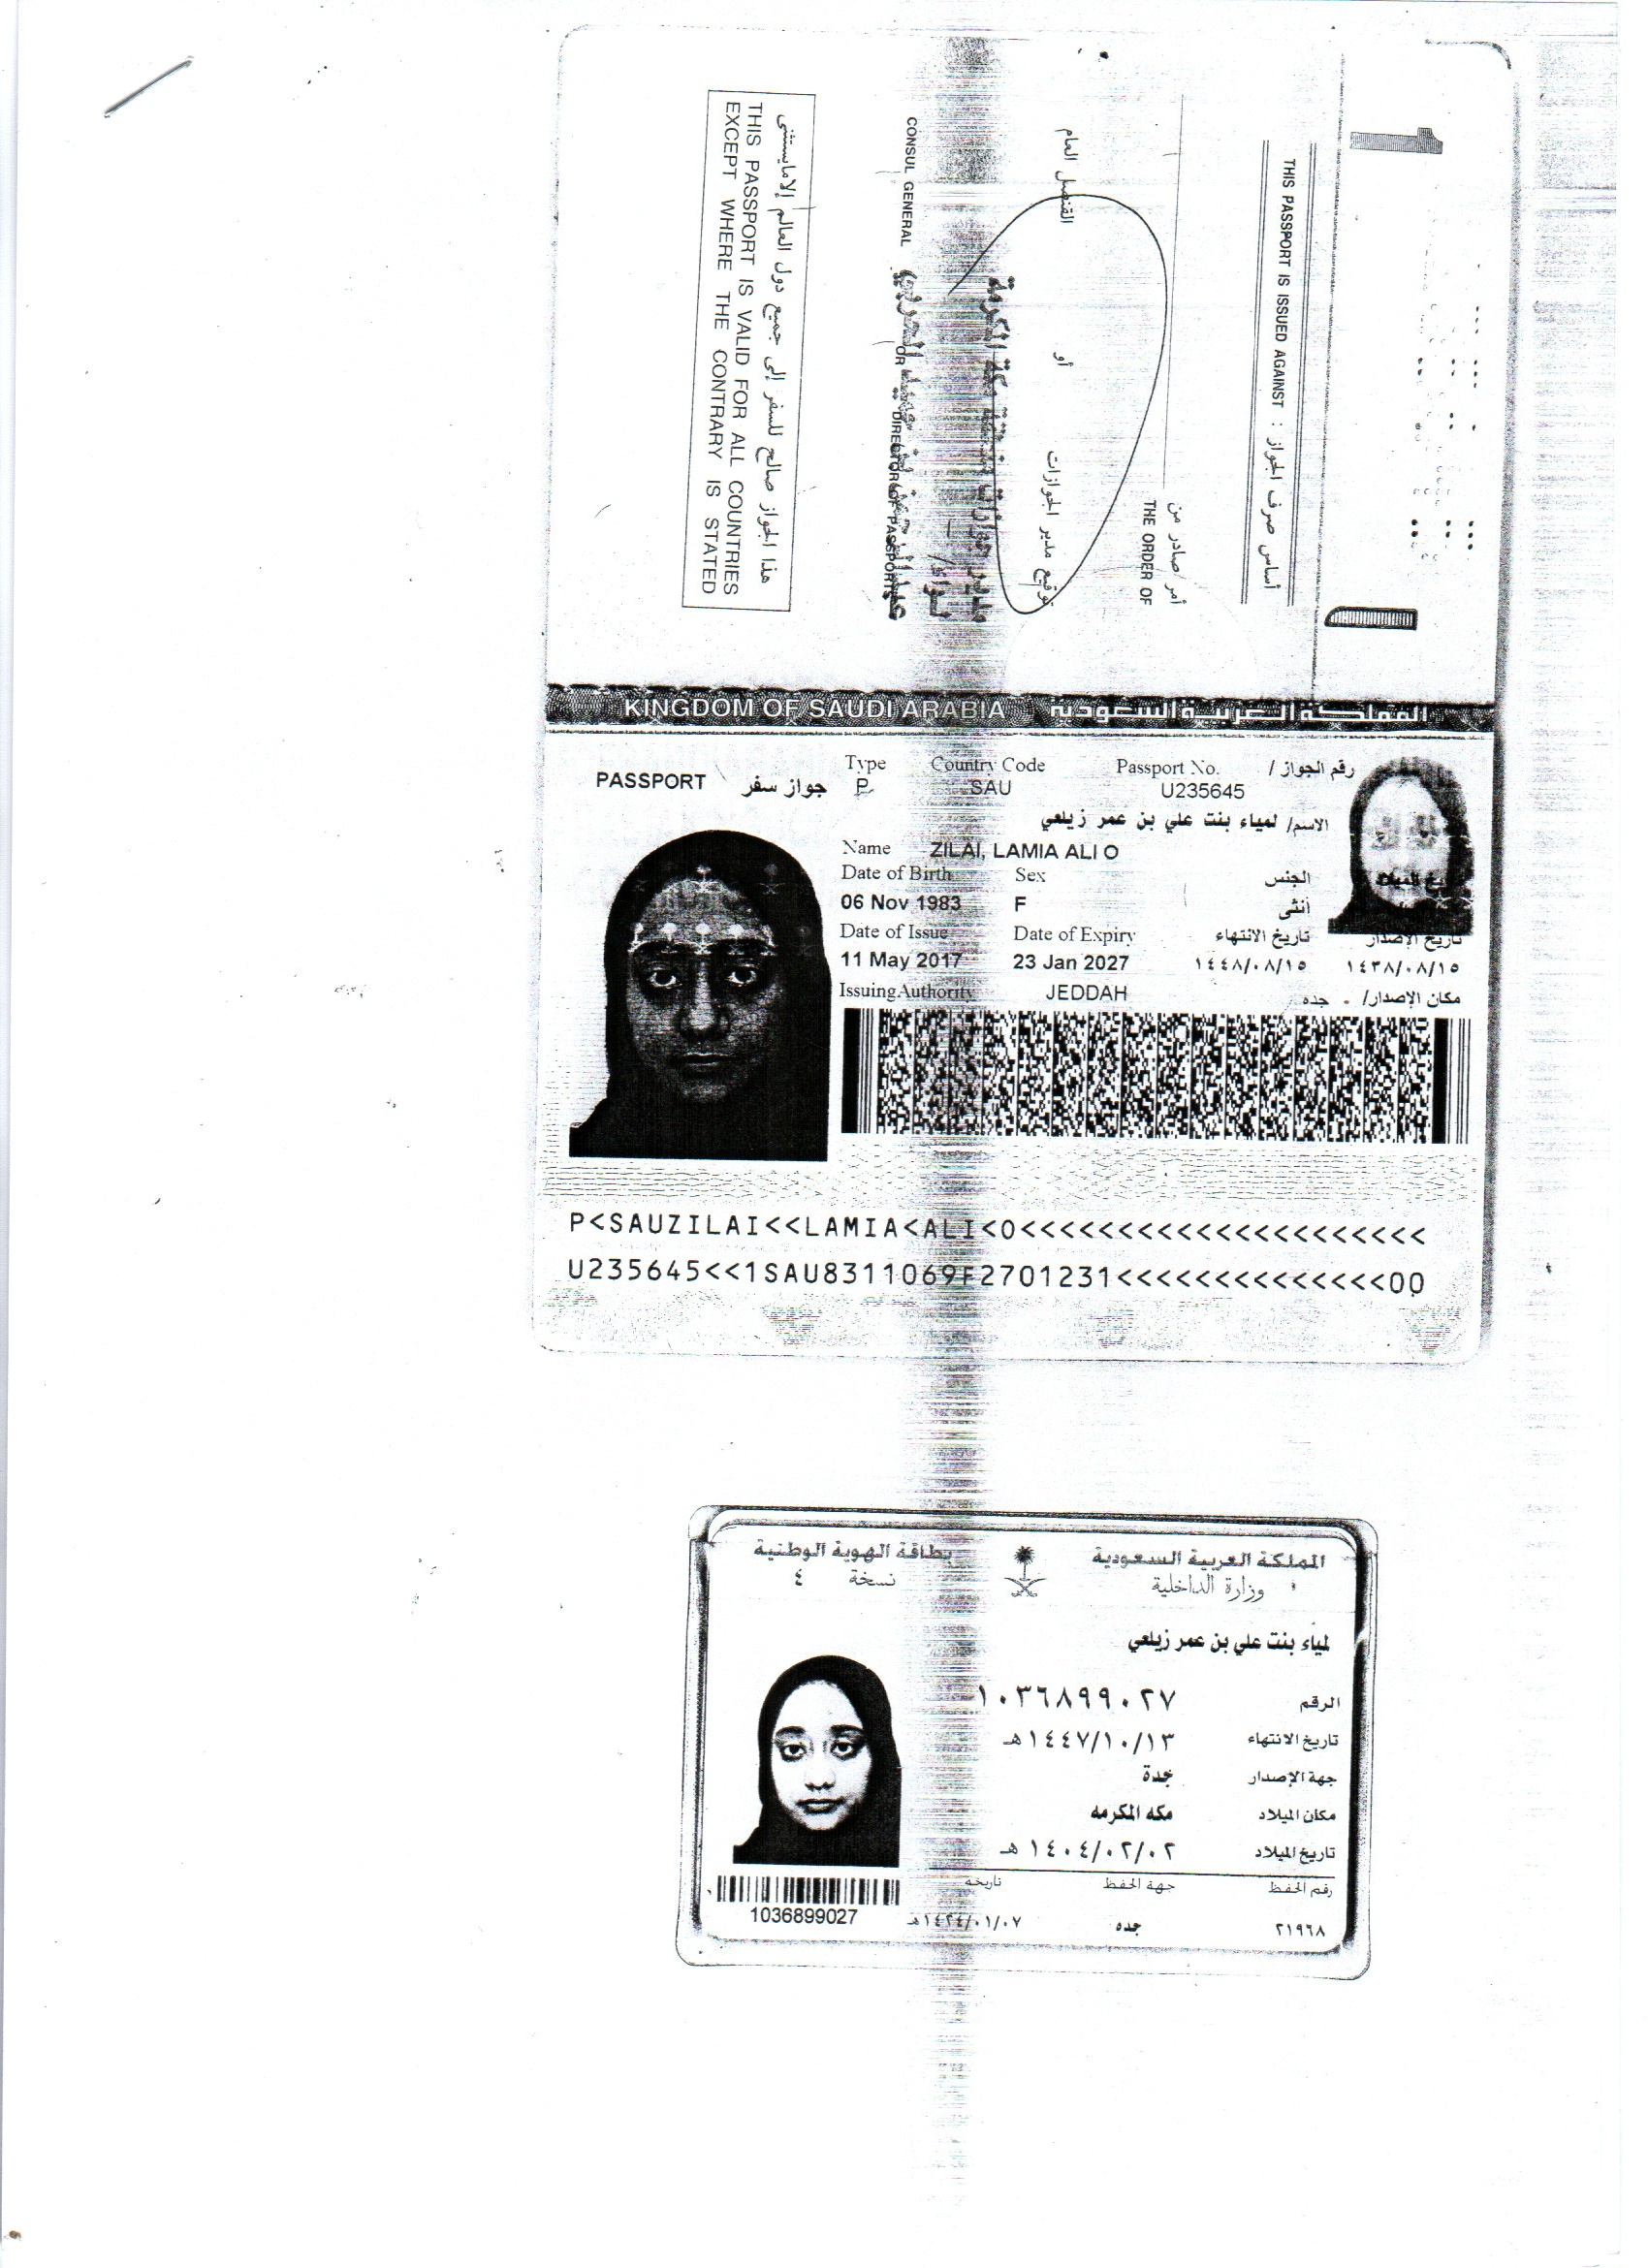 THIS PASSPORT IS ISSUED AGAINST : أساس صرف الجواز
أمر صادر من
THE ORDER OF
القنصل العام أو توقيع مدير الجوازات
CONSUL GENERAL OR DIRECTOR OF PASSPORTS
هذا الجواز صالح للسفر إلى جميع دول العالم إلا مايستثنى
THIS PASSPORT IS VALID FOR ALL COUNTRIES
EXCEPT WHERE THE CONTRARY IS STATED
KINGDOM OF SAUDI ARABIA المملكة العربية السعودية
PASSPORT جواز سفر
Type Country Code Passport No. رقم الجواز /
P SAU U235645
الاسم/ لمياء بنت علي بن عمر زيلعي
Name ZILAI, LAMIA ALI O
Date of Birth Sex الجنس
06 Nov 1983 F أنثى
Date of Issue Date of Expiry تاريخ الانتهاء تاريخ الإصدار
11 May 2017 23 Jan 2027 ١٤٤٨/٠٨/١٥ ١٤٣٨/٠٨/١٥
Issuing Authority JEDDAH مكان الإصدار/ جده
P<SAUZILAI<<LAMIA<ALI<O<<<<<<<<<<<<<<<<<<<<<
U235645<<1SAU8311069F2701231<<<<<<<<<<<<<<00
المملكة العربية السعودية بطاقة الهوية الوطنية
وزارة الداخلية نسخة ٤
لمياء بنت علي بن عمر زيلعي
الرقم ١٠٣٦٨٩٩٠٢٧
تاريخ الانتهاء ١٤٤٧/١٠/١٣ هـ
جهة الإصدار جدة
مكان الميلاد مكه المكرمه
تاريخ الميلاد ١٤٠٤/٠٢/٠٢ هـ
رقم الحفظ جهة الحفظ تاريخه
٢١٩٦٨ جده ١٤٢٤/٠١/٠٧هـ
1036899027